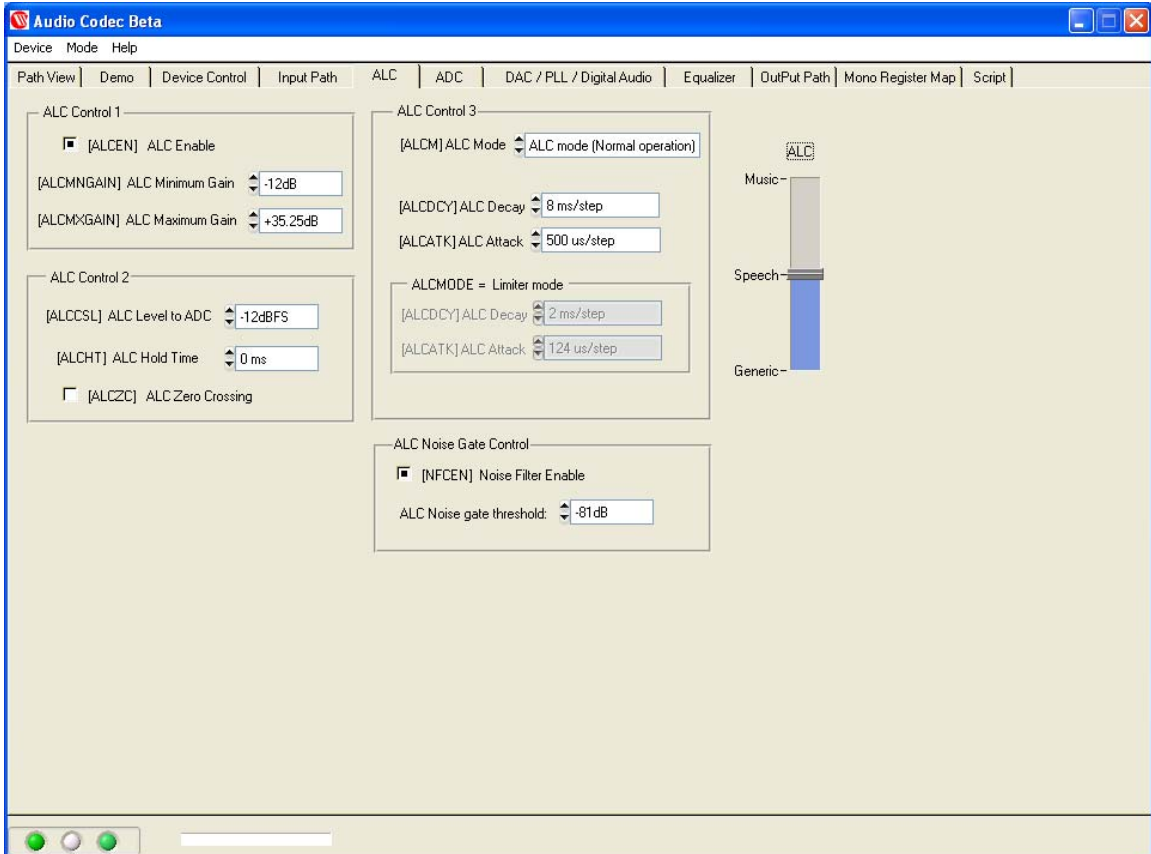 Audio Codec Beta
Device Mode Help
Path View Demo Device Control Input Path ALC ADC DAC / PLL / Digital Audio Equalizer OutPut Path Mono Register Map Script
ALC Control 1
[ALCEN] ALC Enable
[ALCMNGAIN] ALC Minimum Gain -12dB
[ALCMXGAIN] ALC Maximum Gain +35.25dB
ALC Control 2
[ALCCSL] ALC Level to ADC -12dBFS
[ALCHT] ALC Hold Time 0 ms
[ALCZC] ALC Zero Crossing
ALC Control 3
[ALCM] ALC Mode ALC mode (Normal operation)
[ALCDCY] ALC Decay 8 ms/step
[ALCATK] ALC Attack 500 us/step
ALCMODE = Limiter mode
[ALCDCY] ALC Decay 2 ms/step
[ALCATK] ALC Attack 124 us/step
ALC Noise Gate Control
[NFCEN] Noise Filter Enable
ALC Noise gate threshold: -81dB
ALC
Music
Speech
Generic